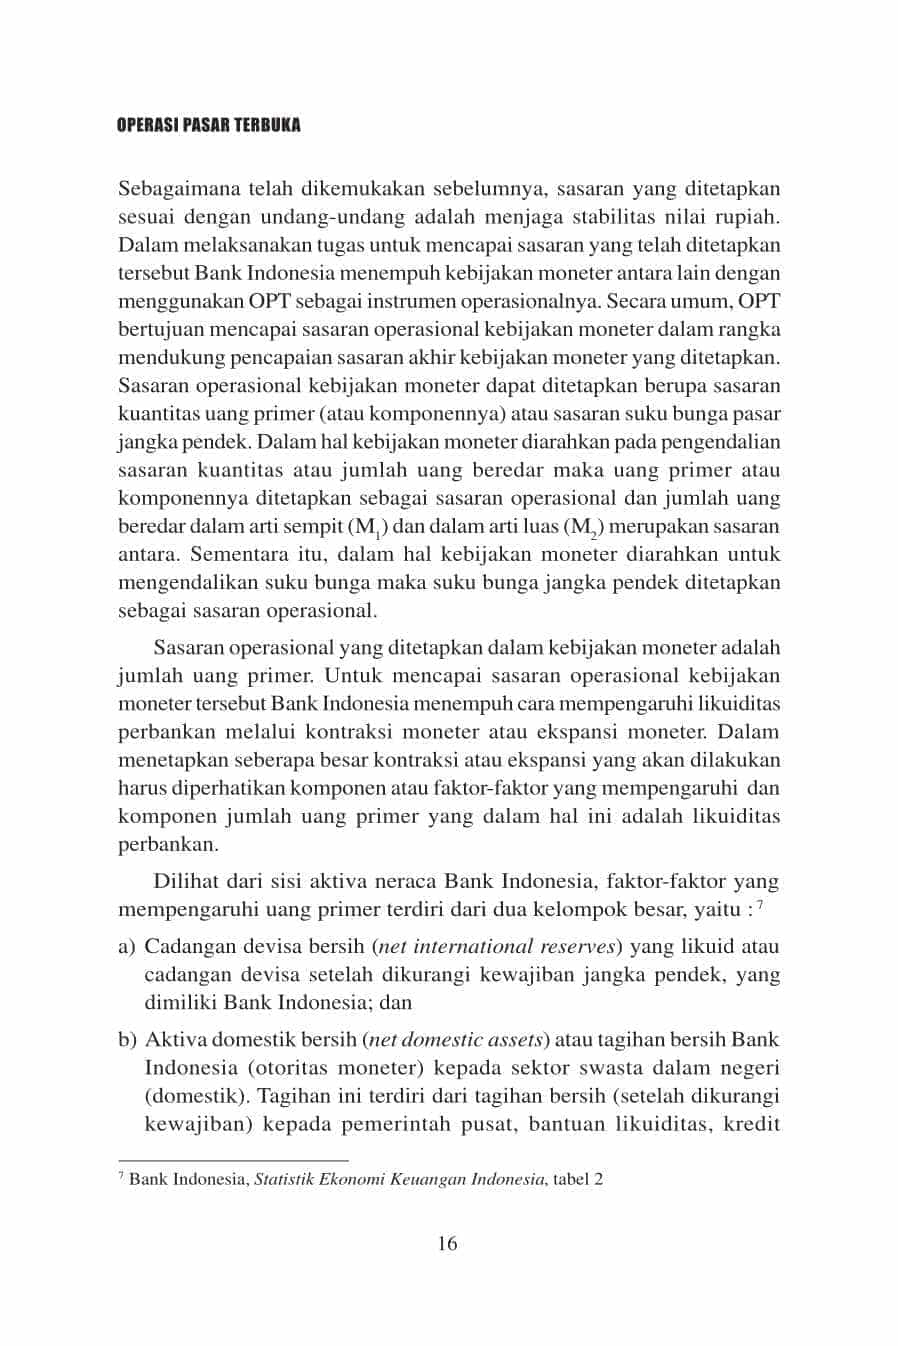 OPERASI PASAR TERBUKA
Sebagaimana telah dikemukakan sebelumnya, sasaran yang ditetapkan
sesuai dengan undang-undang adalah menjaga stabilitas nilai rupiah.
Dalam melaksanakan tugas untuk mencapai sasaran yang telah ditetapkan
tersebut Bank Indonesia menempuh kebijakan moneter antara lain dengan
menggunakan OPT sebagai instrumen operasionalnya. Secara umum, OPT
bertujuan mencapai sasaran operasional kebijakan moneter dalam rangka
mendukung pencapaian sasaran akhir kebijakan moneter yang ditetapkan.
Sasaran operasional kebijakan moneter dapat ditetapkan berupa sasaran
kuantitas uang primer (atau komponennya) atau sasaran suku bunga pasar
jangka pendek. Dalam hal kebijakan moneter diarahkan pada pengendalian
sasaran kuantitas atau jumlah uang beredar maka uang primer atau
komponennya ditetapkan sebagai sasaran operasional dan jumlah uang
beredar dalam arti sempit (M₁) dan dalam arti luas (M₂) merupakan sasaran
antara. Sementara itu, dalam hal kebijakan moneter diarahkan untuk
mengendalikan suku bunga maka suku bunga jangka pendek ditetapkan
sebagai sasaran operasional.
Sasaran operasional yang ditetapkan dalam kebijakan moneter adalah
jumlah uang primer. Untuk mencapai sasaran operasional kebijakan
moneter tersebut Bank Indonesia menempuh cara mempengaruhi likuiditas
perbankan melalui kontraksi moneter atau ekspansi moneter. Dalam
menetapkan seberapa besar kontraksi atau ekspansi yang akan dilakukan
harus diperhatikan komponen atau faktor-faktor yang mempengaruhi dan
komponen jumlah uang primer yang dalam hal ini adalah likuiditas
perbankan.
Dilihat dari sisi aktiva neraca Bank Indonesia, faktor-faktor yang
mempengaruhi uang primer terdiri dari dua kelompok besar, yaitu : ⁷
a) Cadangan devisa bersih (net international reserves) yang likuid atau
cadangan devisa setelah dikurangi kewajiban jangka pendek, yang
dimiliki Bank Indonesia; dan
b) Aktiva domestik bersih (net domestic assets) atau tagihan bersih Bank
Indonesia (otoritas moneter) kepada sektor swasta dalam negeri
(domestik). Tagihan ini terdiri dari tagihan bersih (setelah dikurangi
kewajiban) kepada pemerintah pusat, bantuan likuiditas, kredit
⁷ Bank Indonesia, Statistik Ekonomi Keuangan Indonesia, tabel 2
16